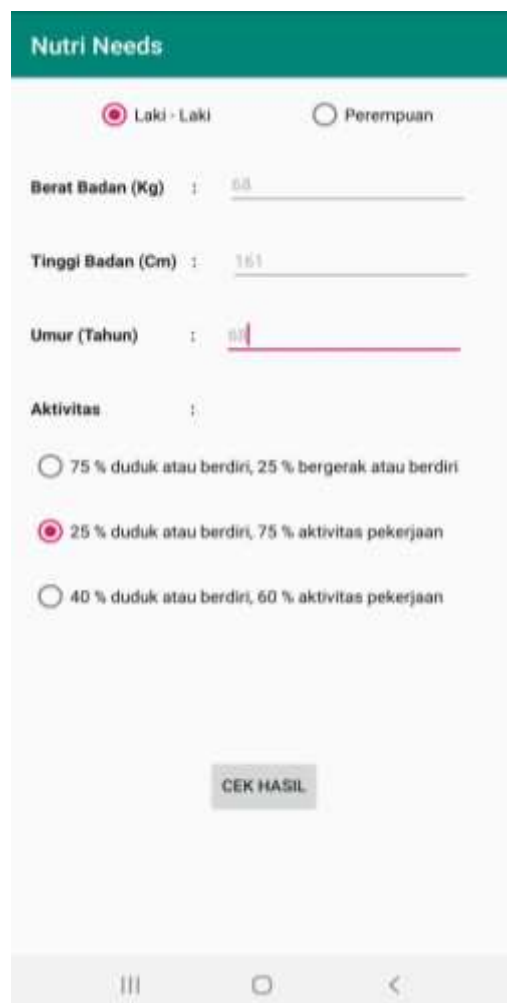 Nutri Needs
Laki - Laki Perempuan
Berat Badan (Kg) : 68
Tinggi Badan (Cm) : 161
Umur (Tahun) : 68
Aktivitas :
75 % duduk atau berdiri, 25 % bergerak atau berdiri
25 % duduk atau berdiri, 75 % aktivitas pekerjaan
40 % duduk atau berdiri, 60 % aktivitas pekerjaan
CEK HASIL